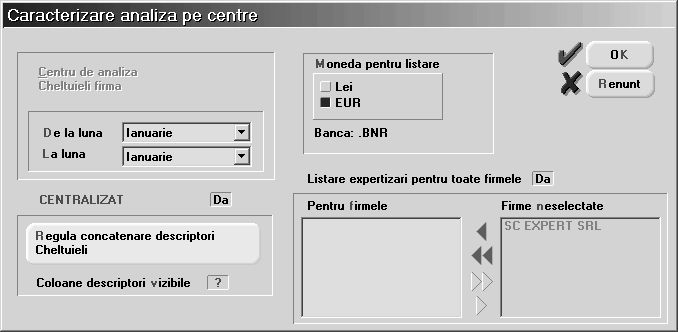 Caracterizare analiza pe centre
Centru de analiza
Cheltuieli firma
De la luna Ianuarie
La luna Ianuarie
CENTRALIZAT Da
Regula concatenare descriptori
Cheltuieli
Coloane descriptori vizibile ?
Moneda pentru listare
Lei
EUR
Banca: .BNR
OK
Renunt
Listare expertizari pentru toate firmele Da
Pentru firmele
Firme neselectate
SC EXPERT SRL